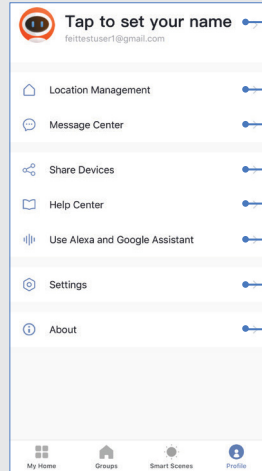 Tap to set your name
feittestuser1@gmail.com
Location Management
Message Center
Share Devices
Help Center
Use Alexa and Google Assistant
Settings
About
My Home Groups Smart Scenes Profile